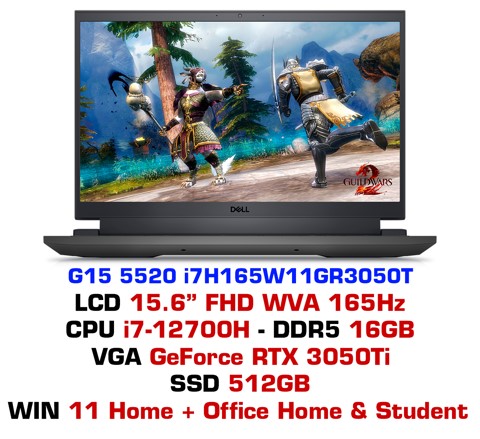 GUILD WARS 2
DELL
G15 5520 i7H165W11GR3050T
LCD 15.6” FHD WVA 165Hz
CPU i7-12700H - DDR5 16GB
VGA GeForce RTX 3050Ti
SSD 512GB
WIN 11 Home + Office Home & Student